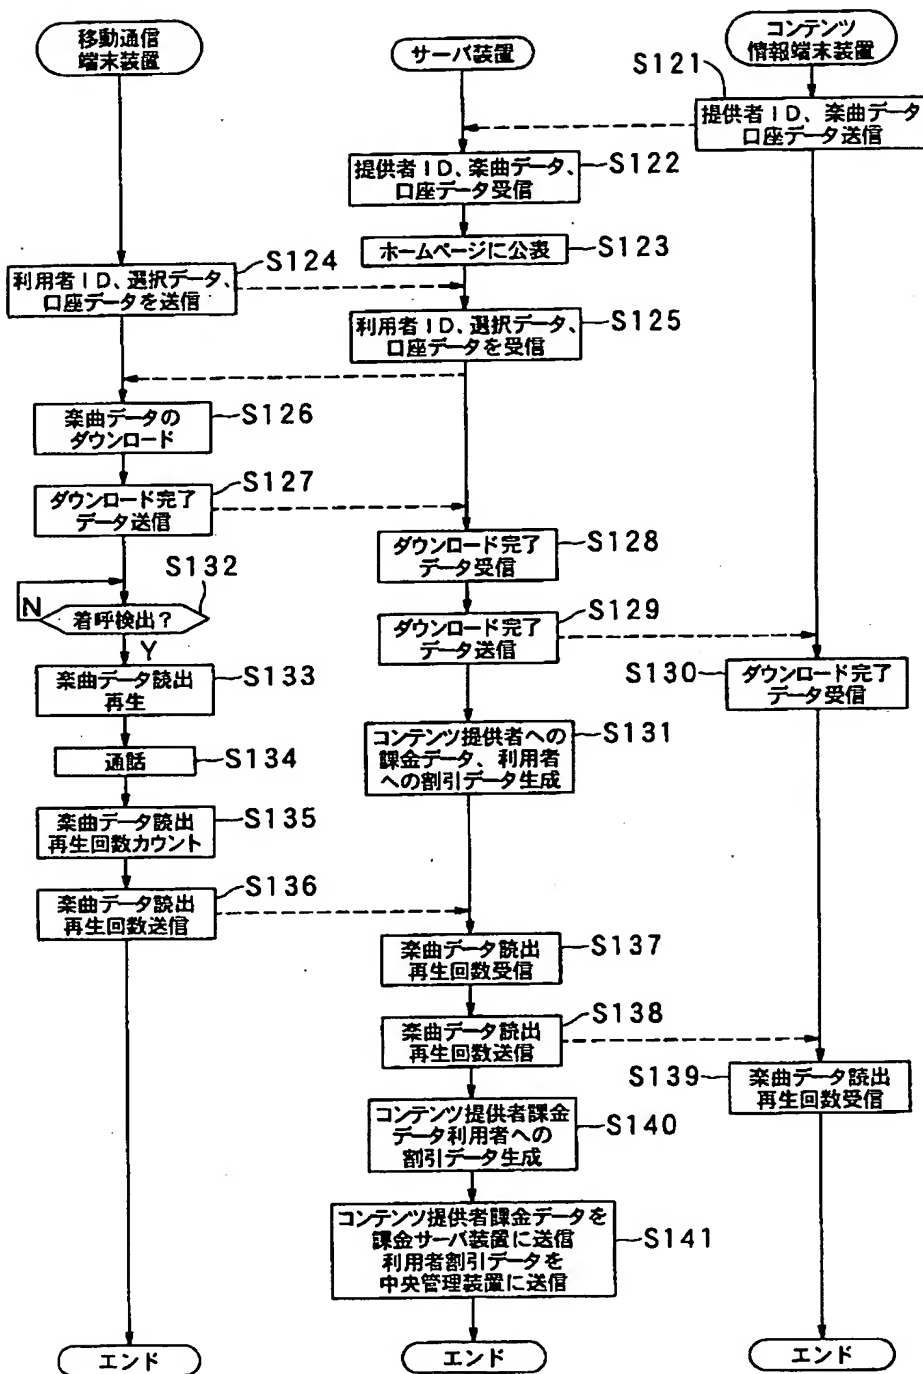 移動通信
端末装置
サーバ装置
コンテンツ
情報端末装置
S121
提供者ID、楽曲データ
口座データ送信
提供者ID、楽曲データ、
口座データ受信
S122
ホームページに公表
S123
S124
利用者ID、選択データ、
口座データを送信
利用者ID、選択データ、
口座データを受信
S125
楽曲データの
ダウンロード
S126
S127
ダウンロード完了
データ送信
ダウンロード完了
データ受信
S128
S132
N
着呼検出?
Y
S129
ダウンロード完了
データ送信
S130
ダウンロード完了
データ受信
楽曲データ読出
再生
S133
コンテンツ提供者への
課金データ、利用者
への割引データ生成
S131
通話
S134
楽曲データ読出
再生回数カウント
S135
S136
楽曲データ読出
再生回数送信
楽曲データ読出
再生回数受信
S137
S138
楽曲データ読出
再生回数送信
S139
楽曲データ読出
再生回数受信
コンテンツ提供者課金
データ利用者への
割引データ生成
S140
コンテンツ提供者課金データを
課金サーバ装置に送信
利用者割引データを
中央管理装置に送信
S141
エンド
エンド
エンド